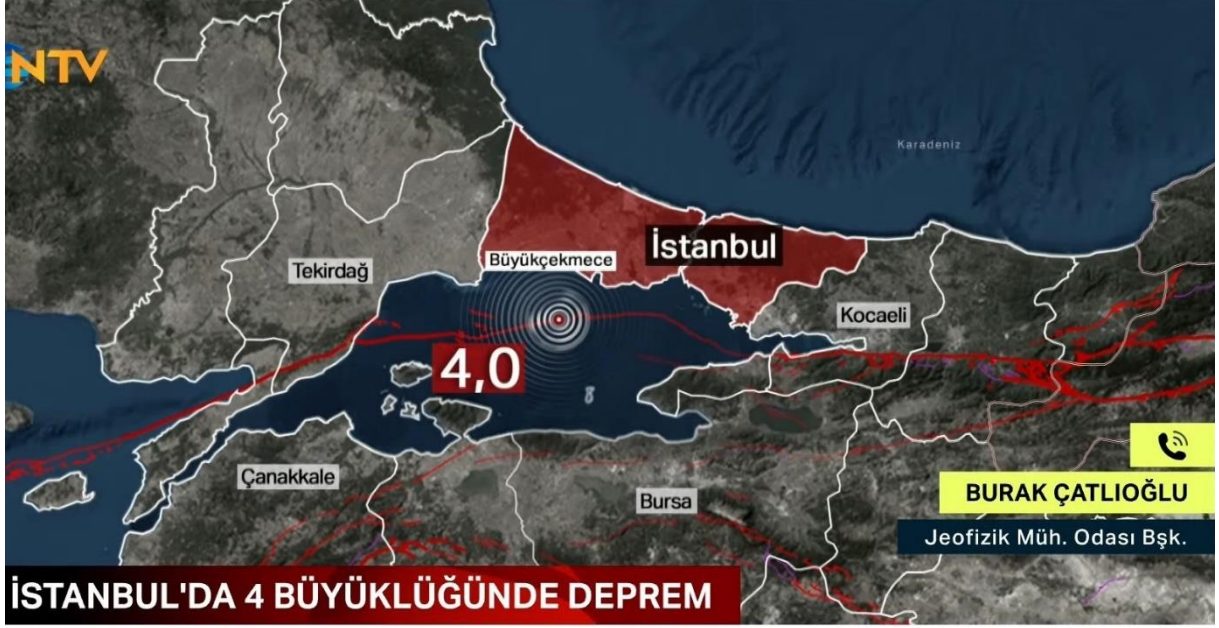 NTV
Karadeniz
İstanbul
Büyükçekmece
Tekirdağ
Kocaeli
4,0
Çanakkale
Bursa
BURAK ÇATLIOĞLU
Jeofizik Müh. Odası Bşk.
İSTANBUL'DA 4 BÜYÜKLÜĞÜNDE DEPREM